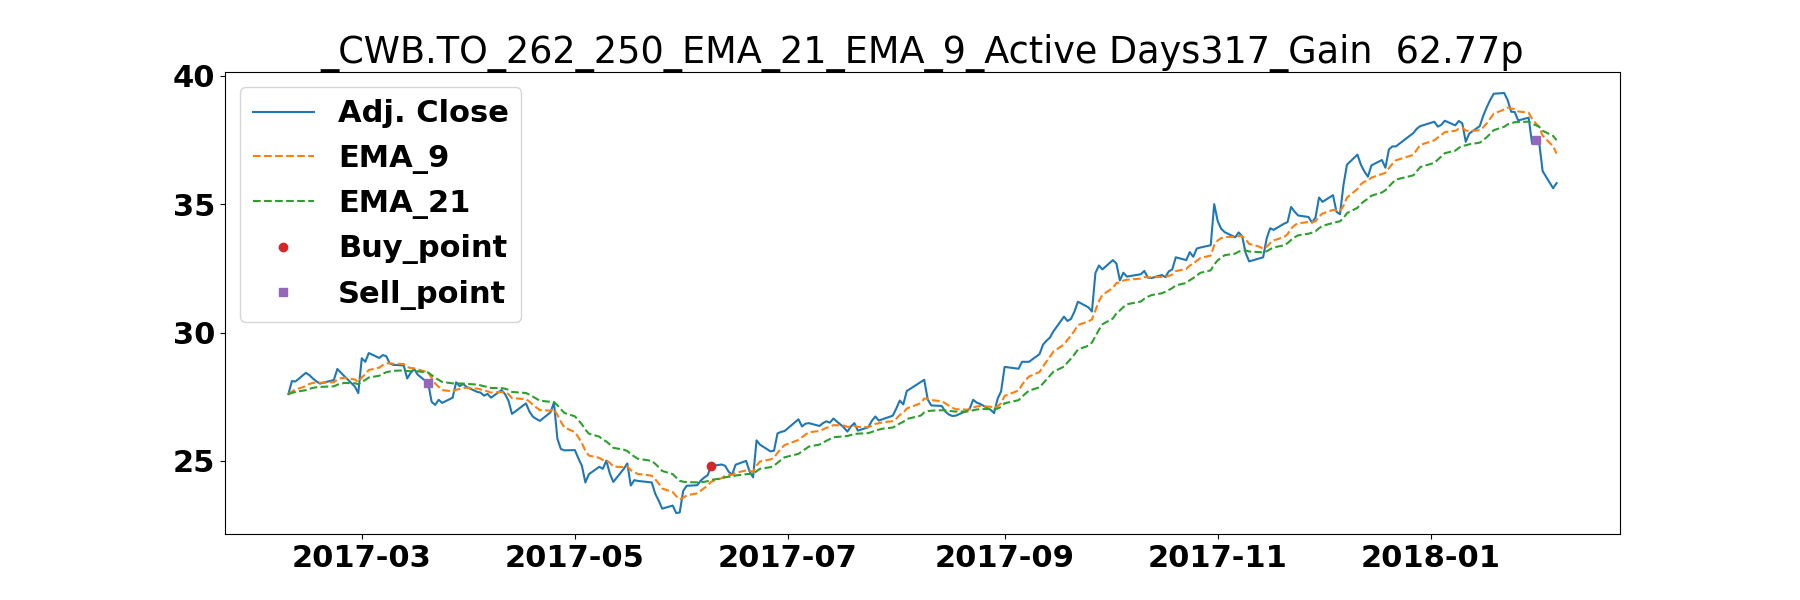 _CWB.TO_262_250_EMA_21_EMA_9_Active Days317_Gain  62.77p
40
35
30
25
Adj. Close
EMA_9
EMA_21
Buy_point
Sell_point
2017-03
2017-05
2017-07
2017-09
2017-11
2018-01